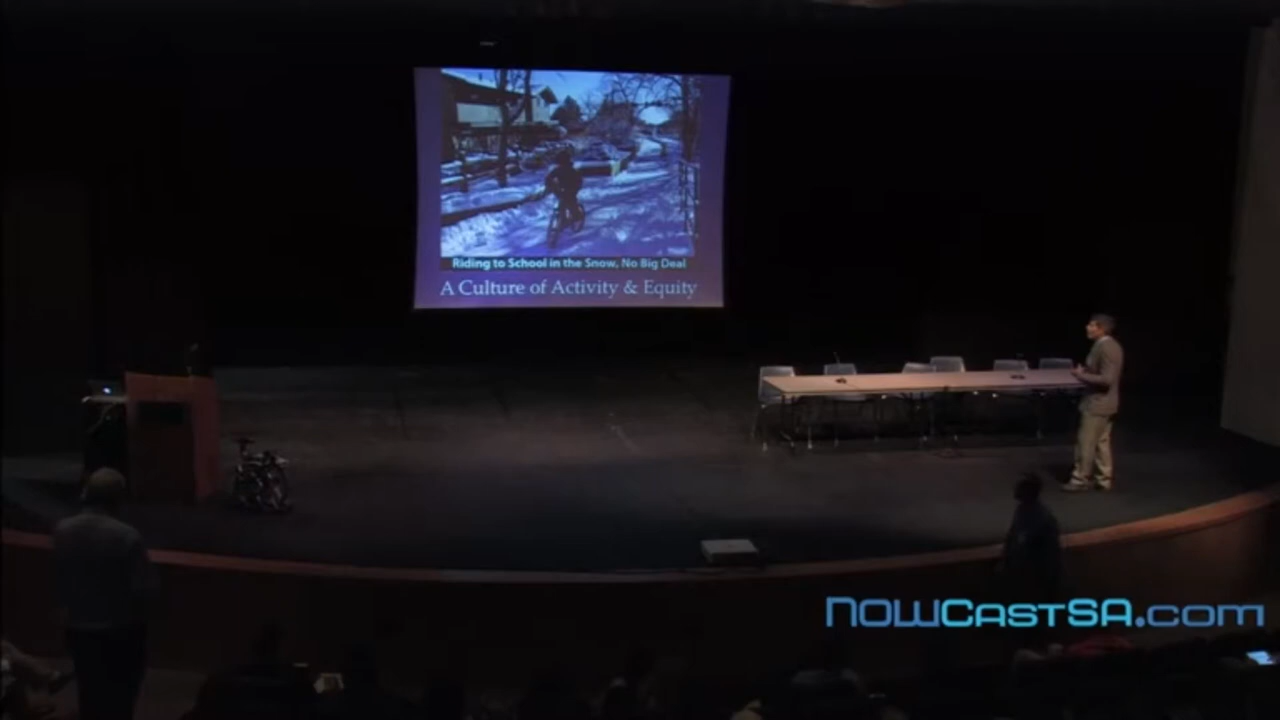 Riding to School in the Snow, No Big Deal
A Culture of Activity & Equity
NOWCastSA.com